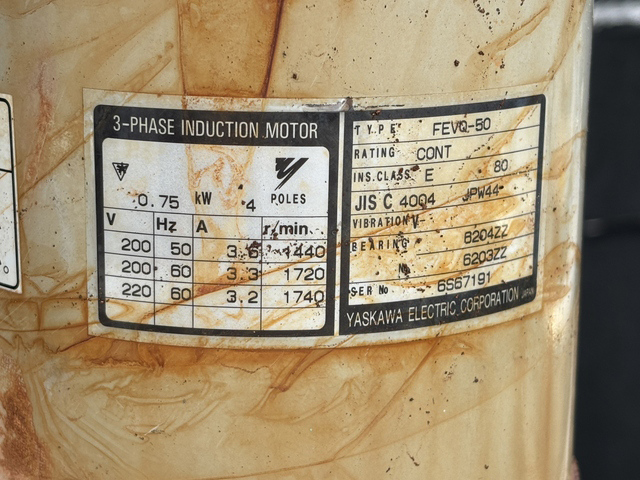 3-PHASE INDUCTION MOTOR
0.75 kW 4 POLES
V Hz A r/min
200 50 3.6 1440
200 60 3.3 1720
220 60 3.2 1740
TYPE FEVQ-50
RATING CONT
INS.CLASS E 80
JIS C 4004 JPW44
VIBRATION V
BEARING 6204ZZ
No 6203ZZ
SER No 6S67191
YASKAWA ELECTRIC CORPORATION JAPAN